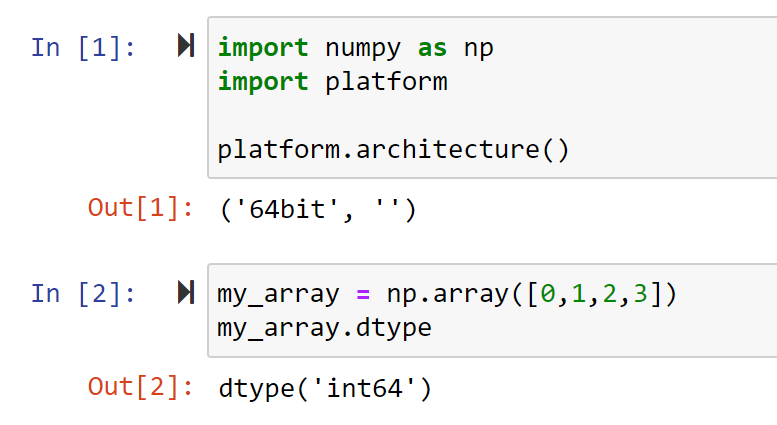 In [1]: import numpy as np
import platform
platform.architecture()
Out[1]: ('64bit', '')
In [2]: my_array = np.array([0,1,2,3])
my_array.dtype
Out[2]: dtype('int64')